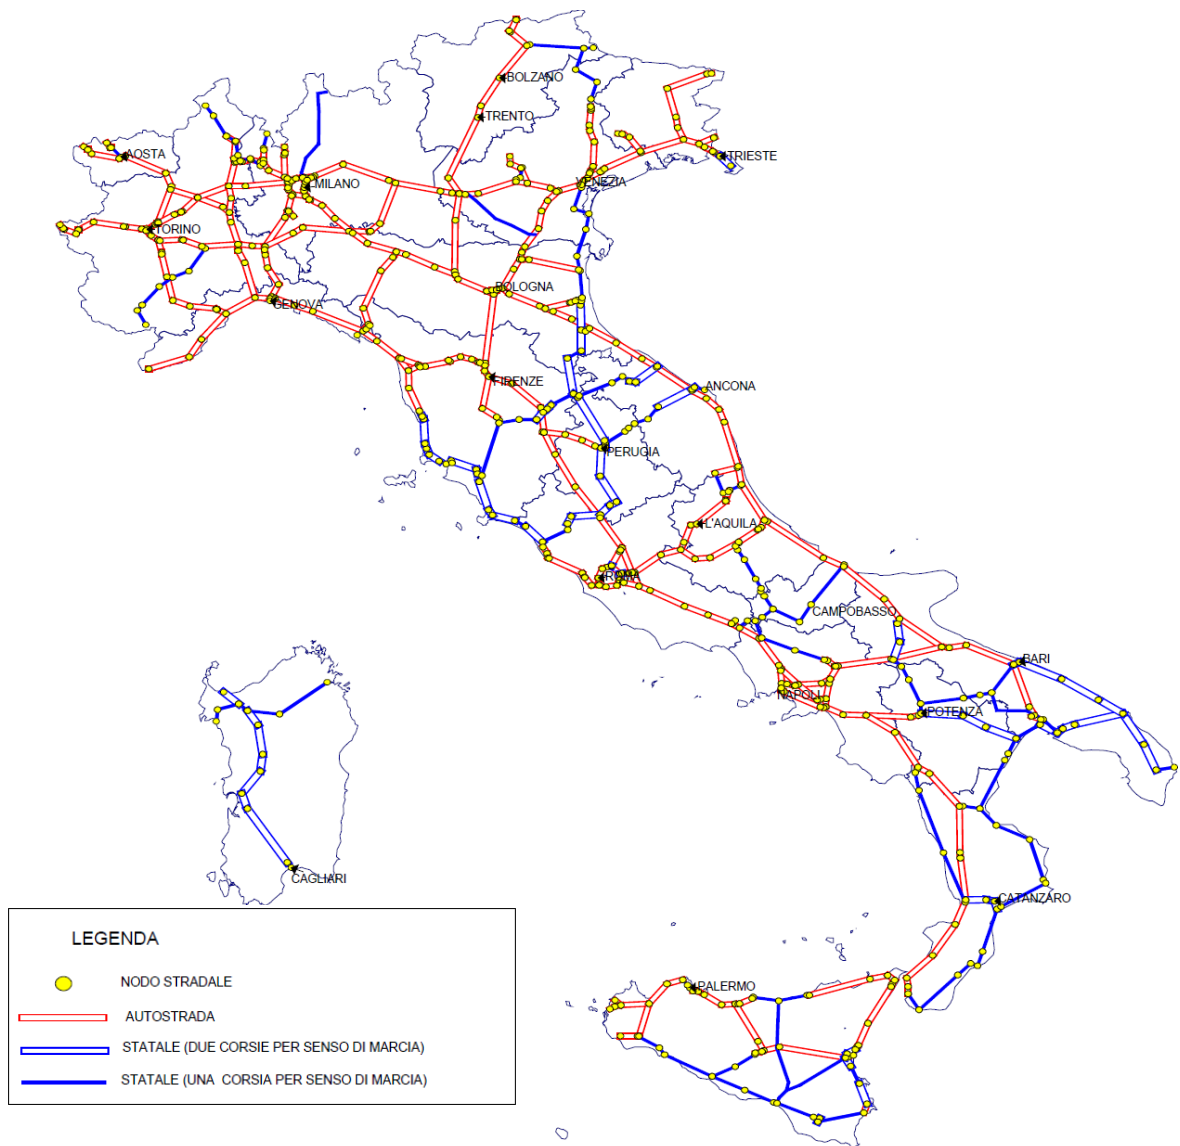 BOLZANO
TRENTO
AOSTA
TRIESTE
MILANO
VENEZIA
TORINO
BOLOGNA
GENOVA
FIRENZE
ANCONA
PERUGIA
L'AQUILA
ROMA
CAMPOBASSO
BARI
NAPOLI
POTENZA
CAGLIARI
CATANZARO
PALERMO
LEGENDA
NODO STRADALE
AUTOSTRADA
STATALE (DUE CORSIE PER SENSO DI MARCIA)
STATALE (UNA CORSIA PER SENSO DI MARCIA)